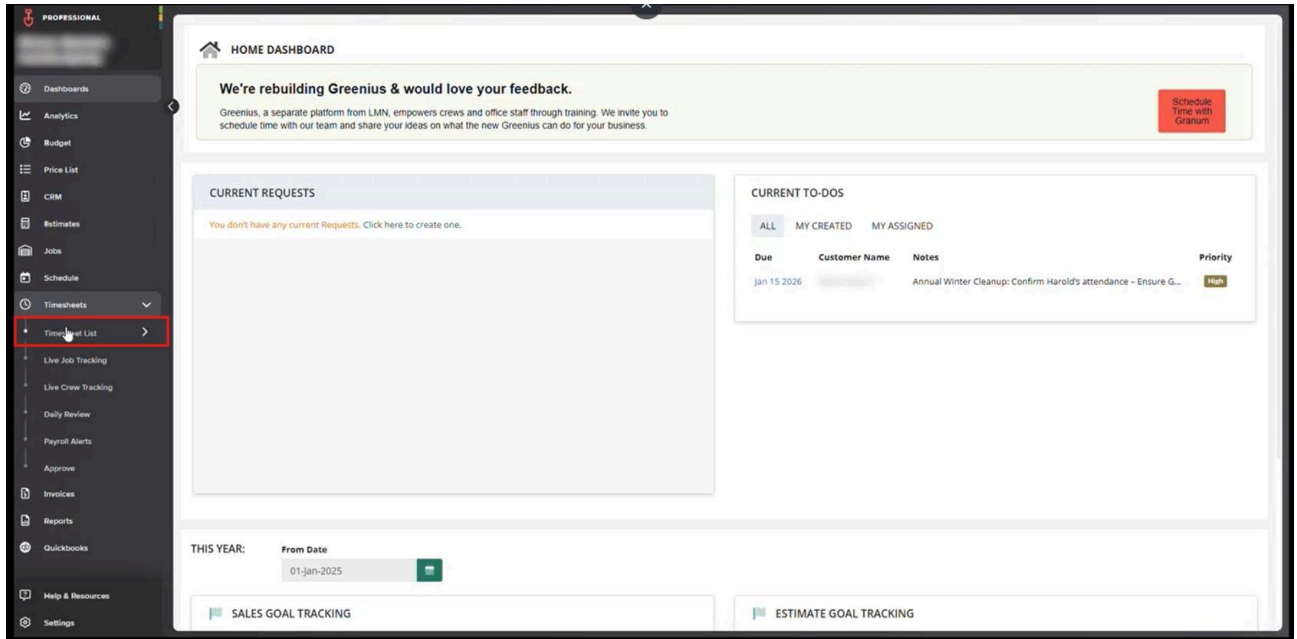 PROFESSIONAL
Dashboards
Analytics
Budget
Price List
CRM
Estimates
Jobs
Schedule
Timesheets
Timesheet List
Live Job Tracking
Live Crew Tracking
Daily Review
Payroll Alerts
Approve
Invoices
Reports
Quickbooks
Help & Resources
Settings
HOME DASHBOARD
We're rebuilding Greenius & would love your feedback.
Greenius, a separate platform from LMN, empowers crews and office staff through training. We invite you to
schedule time with our team and share your ideas on what the new Greenius can do for your business.
Schedule
Time with
Granum
CURRENT REQUESTS
You don't have any current Requests. Click here to create one.
CURRENT TO-DOS
ALL MY CREATED MY ASSIGNED
Due Customer Name Notes Priority
Jan 15 2026 Annual Winter Cleanup: Confirm Harold's attendance – Ensure G... High
THIS YEAR: From Date
01-Jan-2025
SALES GOAL TRACKING
ESTIMATE GOAL TRACKING